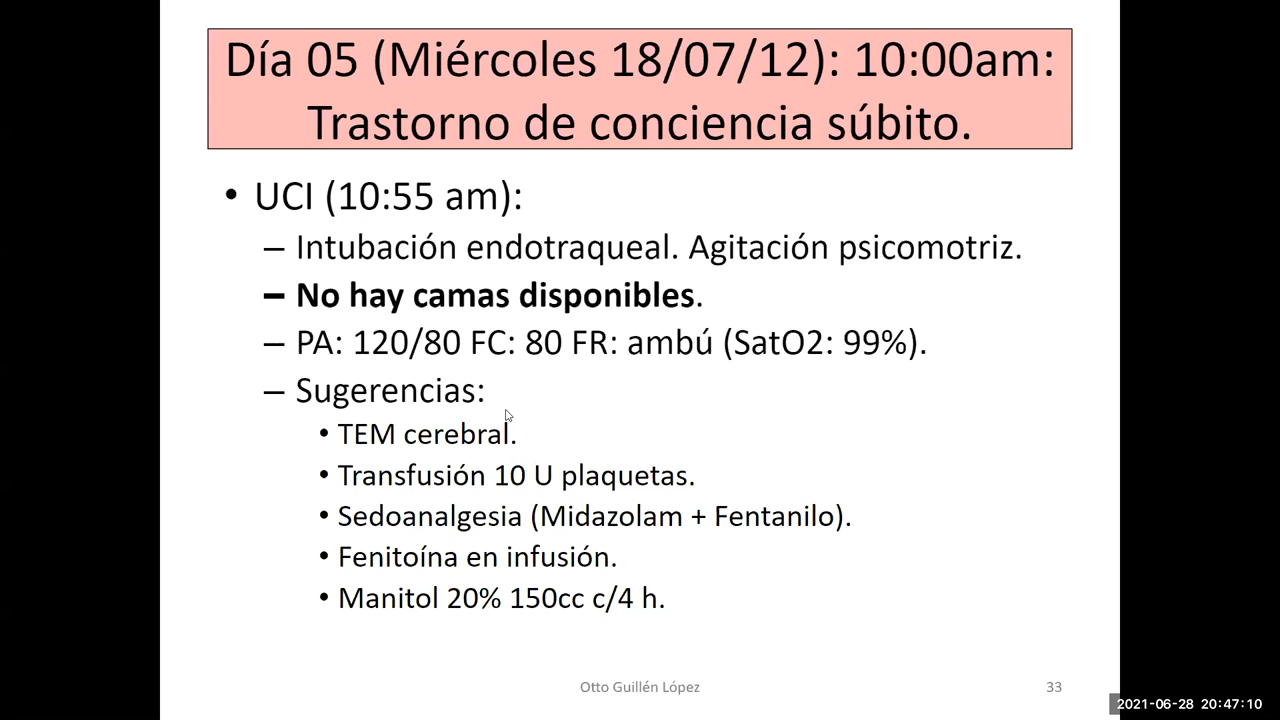 Día 05 (Miércoles 18/07/12): 10:00am:
Trastorno de conciencia súbito.
• UCI (10:55 am):
– Intubación endotraqueal. Agitación psicomotriz.
– No hay camas disponibles.
– PA: 120/80 FC: 80 FR: ambú (SatO2: 99%).
– Sugerencias:
• TEM cerebral.
• Transfusión 10 U plaquetas.
• Sedoanalgesia (Midazolam + Fentanilo).
• Fenitoína en infusión.
• Manitol 20% 150cc c/4 h.
Otto Guillén López
33
2021-06-28 20:47:10